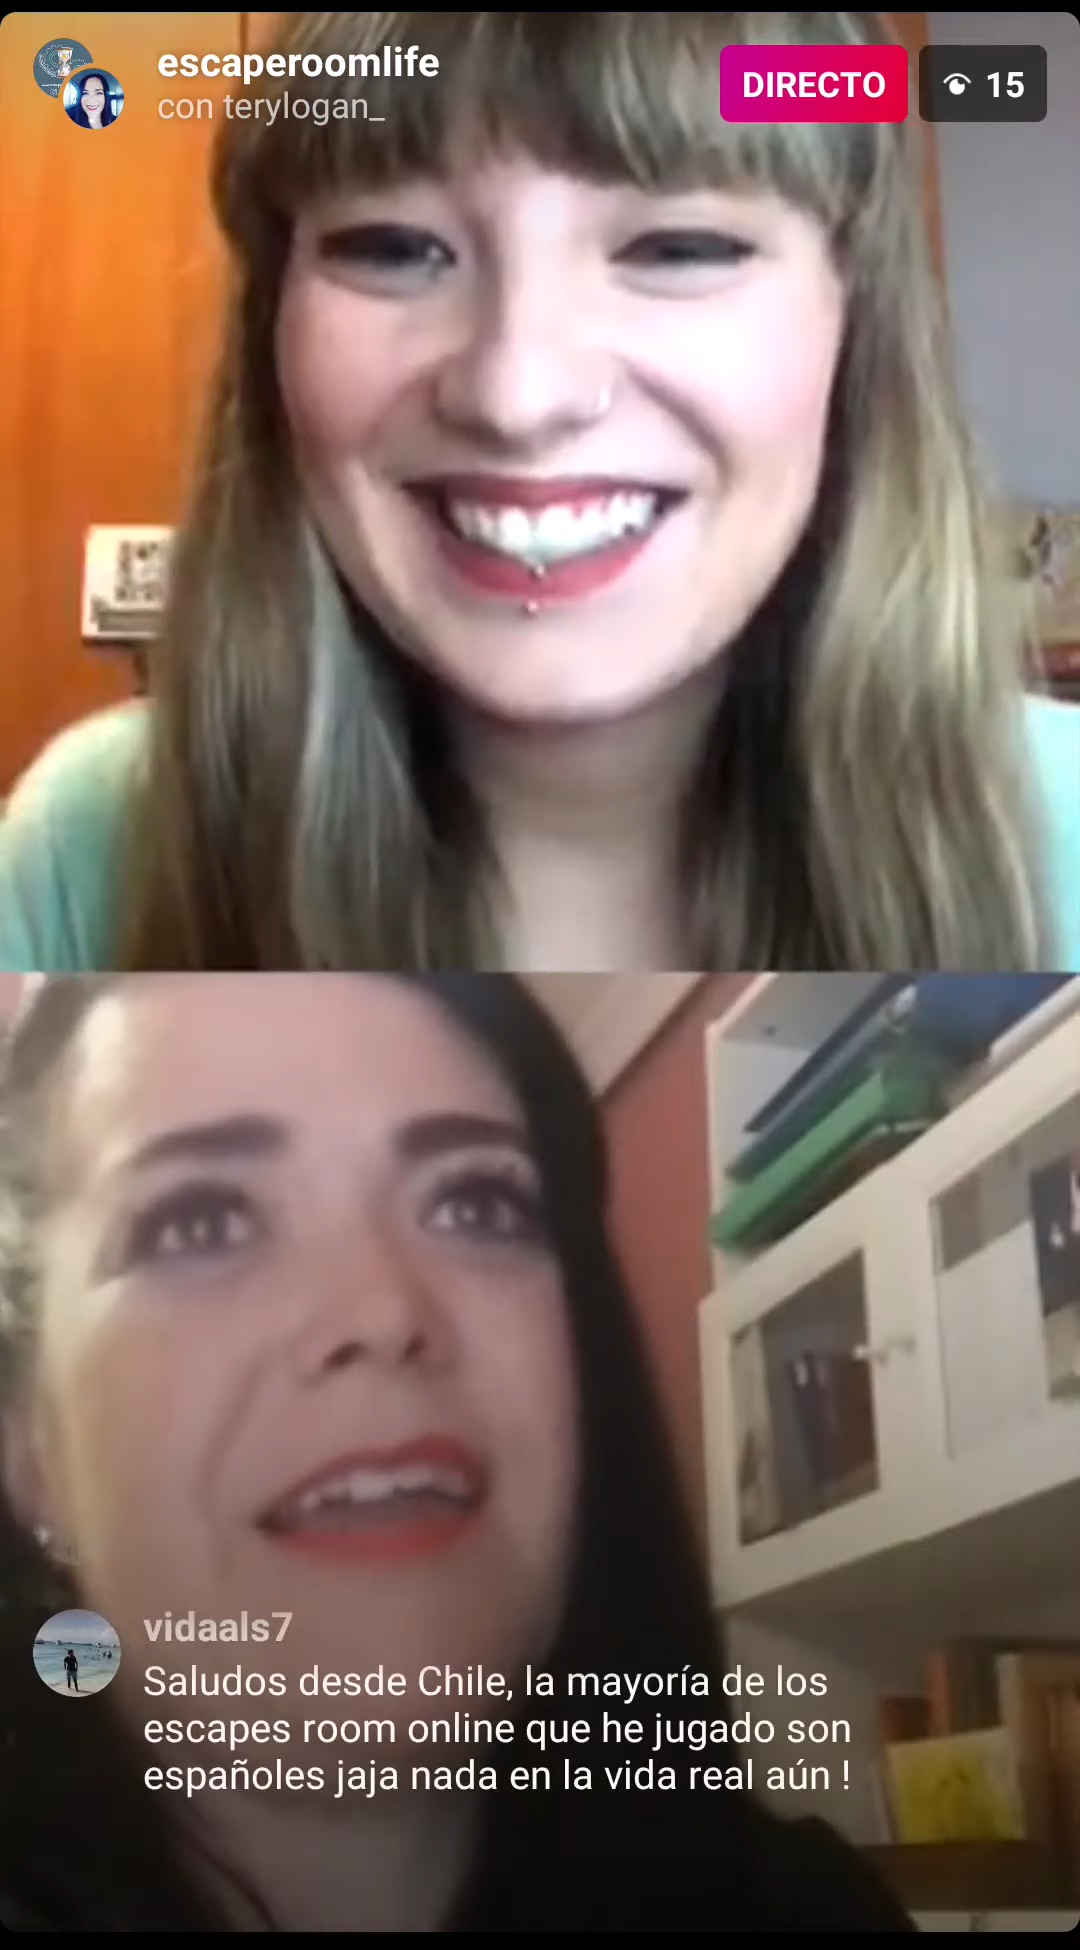 escaperoomlife
con terylogan_
DIRECTO
15
vidaals7
Saludos desde Chile, la mayoría de los
escapes room online que he jugado son
españoles jaja nada en la vida real aún !